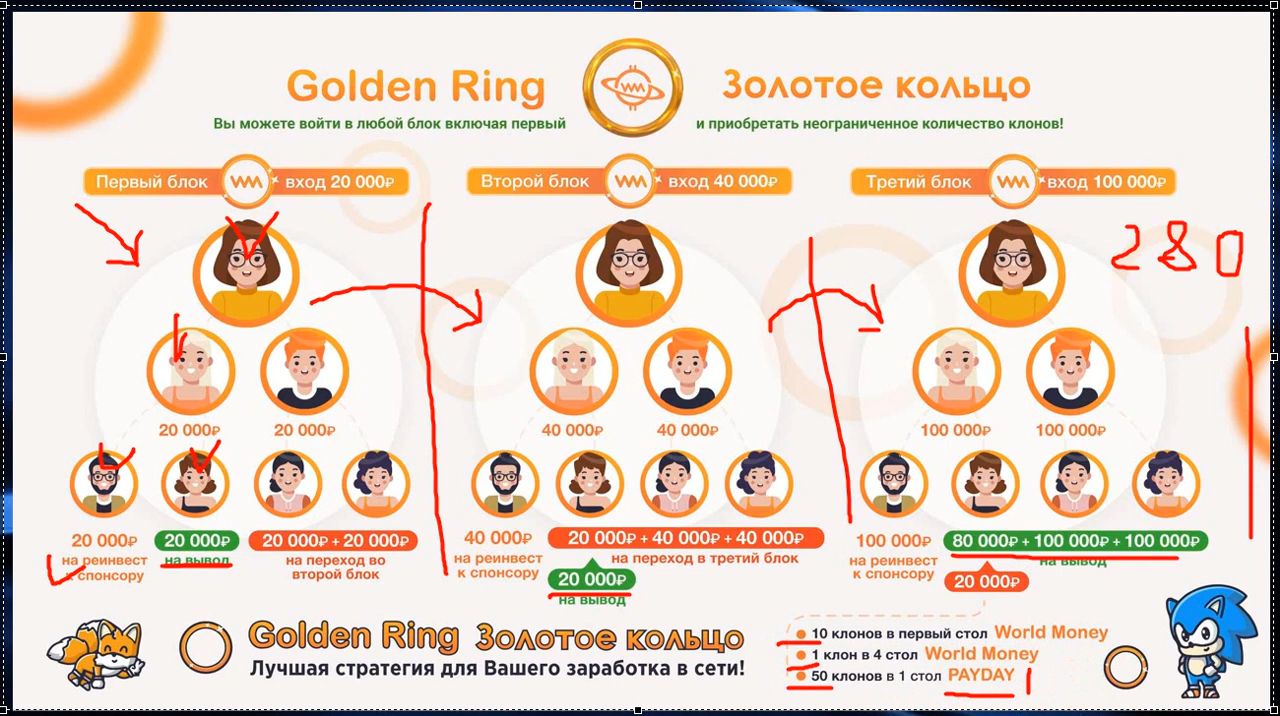 Golden Ring
Золотое кольцо
Вы можете войти в любой блок включая первый
и приобретать неограниченное количество клонов!
Первый блок WM вход 20 000₽
Второй блок WM вход 40 000₽
Третий блок WM вход 100 000₽
280
20 000₽ 20 000₽
40 000₽ 40 000₽
100 000₽ 100 000₽
20 000₽
на реинвест
к спонсору
20 000₽
на вывод
20 000₽ + 20 000₽
на переход во
второй блок
40 000₽
на реинвест
к спонсору
20 000₽ + 40 000₽ + 40 000₽
на переход в третий блок
20 000₽
на вывод
100 000₽
на реинвест
к спонсору
80 000₽ + 100 000₽ + 100 000₽
на вывод
20 000₽
10 клонов в первый стол World Money
1 клон в 4 стол World Money
50 клонов в 1 стол PAYDAY
Golden Ring Золотое кольцо
Лучшая стратегия для Вашего заработка в сети!